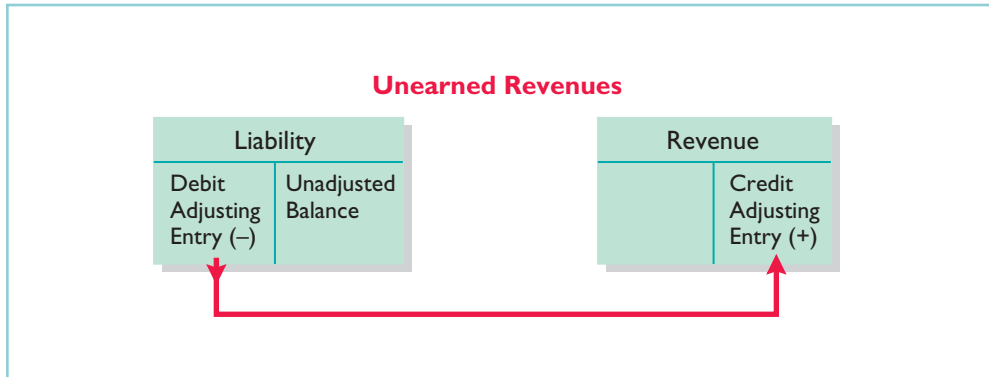 Unearned Revenues
Liability
Debit
Adjusting
Entry (–)
Unadjusted
Balance
Revenue
Credit
Adjusting
Entry (+)